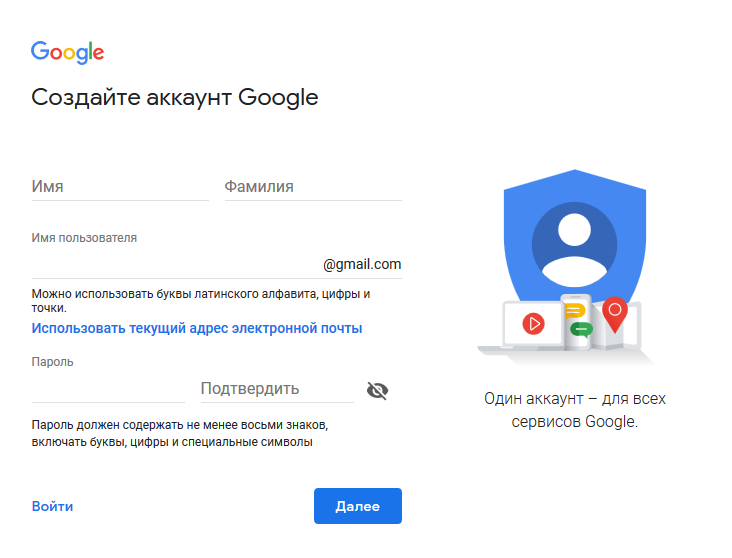 Google
Создайте аккаунт Google
Имя
Фамилия
Имя пользователя
@gmail.com
Можно использовать буквы латинского алфавита, цифры и
точки.
Использовать текущий адрес электронной почты
Пароль
Подтвердить
Пароль должен содержать не менее восьми знаков,
включать буквы, цифры и специальные символы
Войти
Далее
Один аккаунт – для всех
сервисов Google.